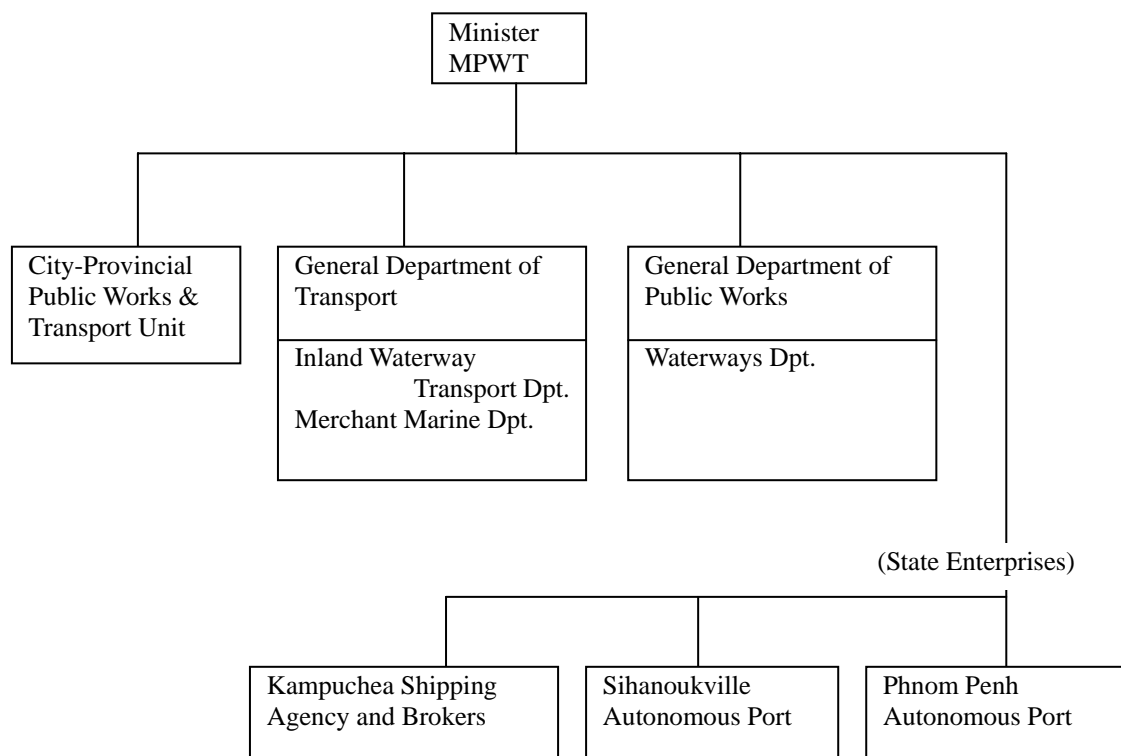 Minister
MPWT
City-Provincial
Public Works &
Transport Unit
General Department of
Transport
Inland Waterway
Transport Dpt.
Merchant Marine Dpt.
General Department of
Public Works
Waterways Dpt.
(State Enterprises)
Kampuchea Shipping
Agency and Brokers
Sihanoukville
Autonomous Port
Phnom Penh
Autonomous Port